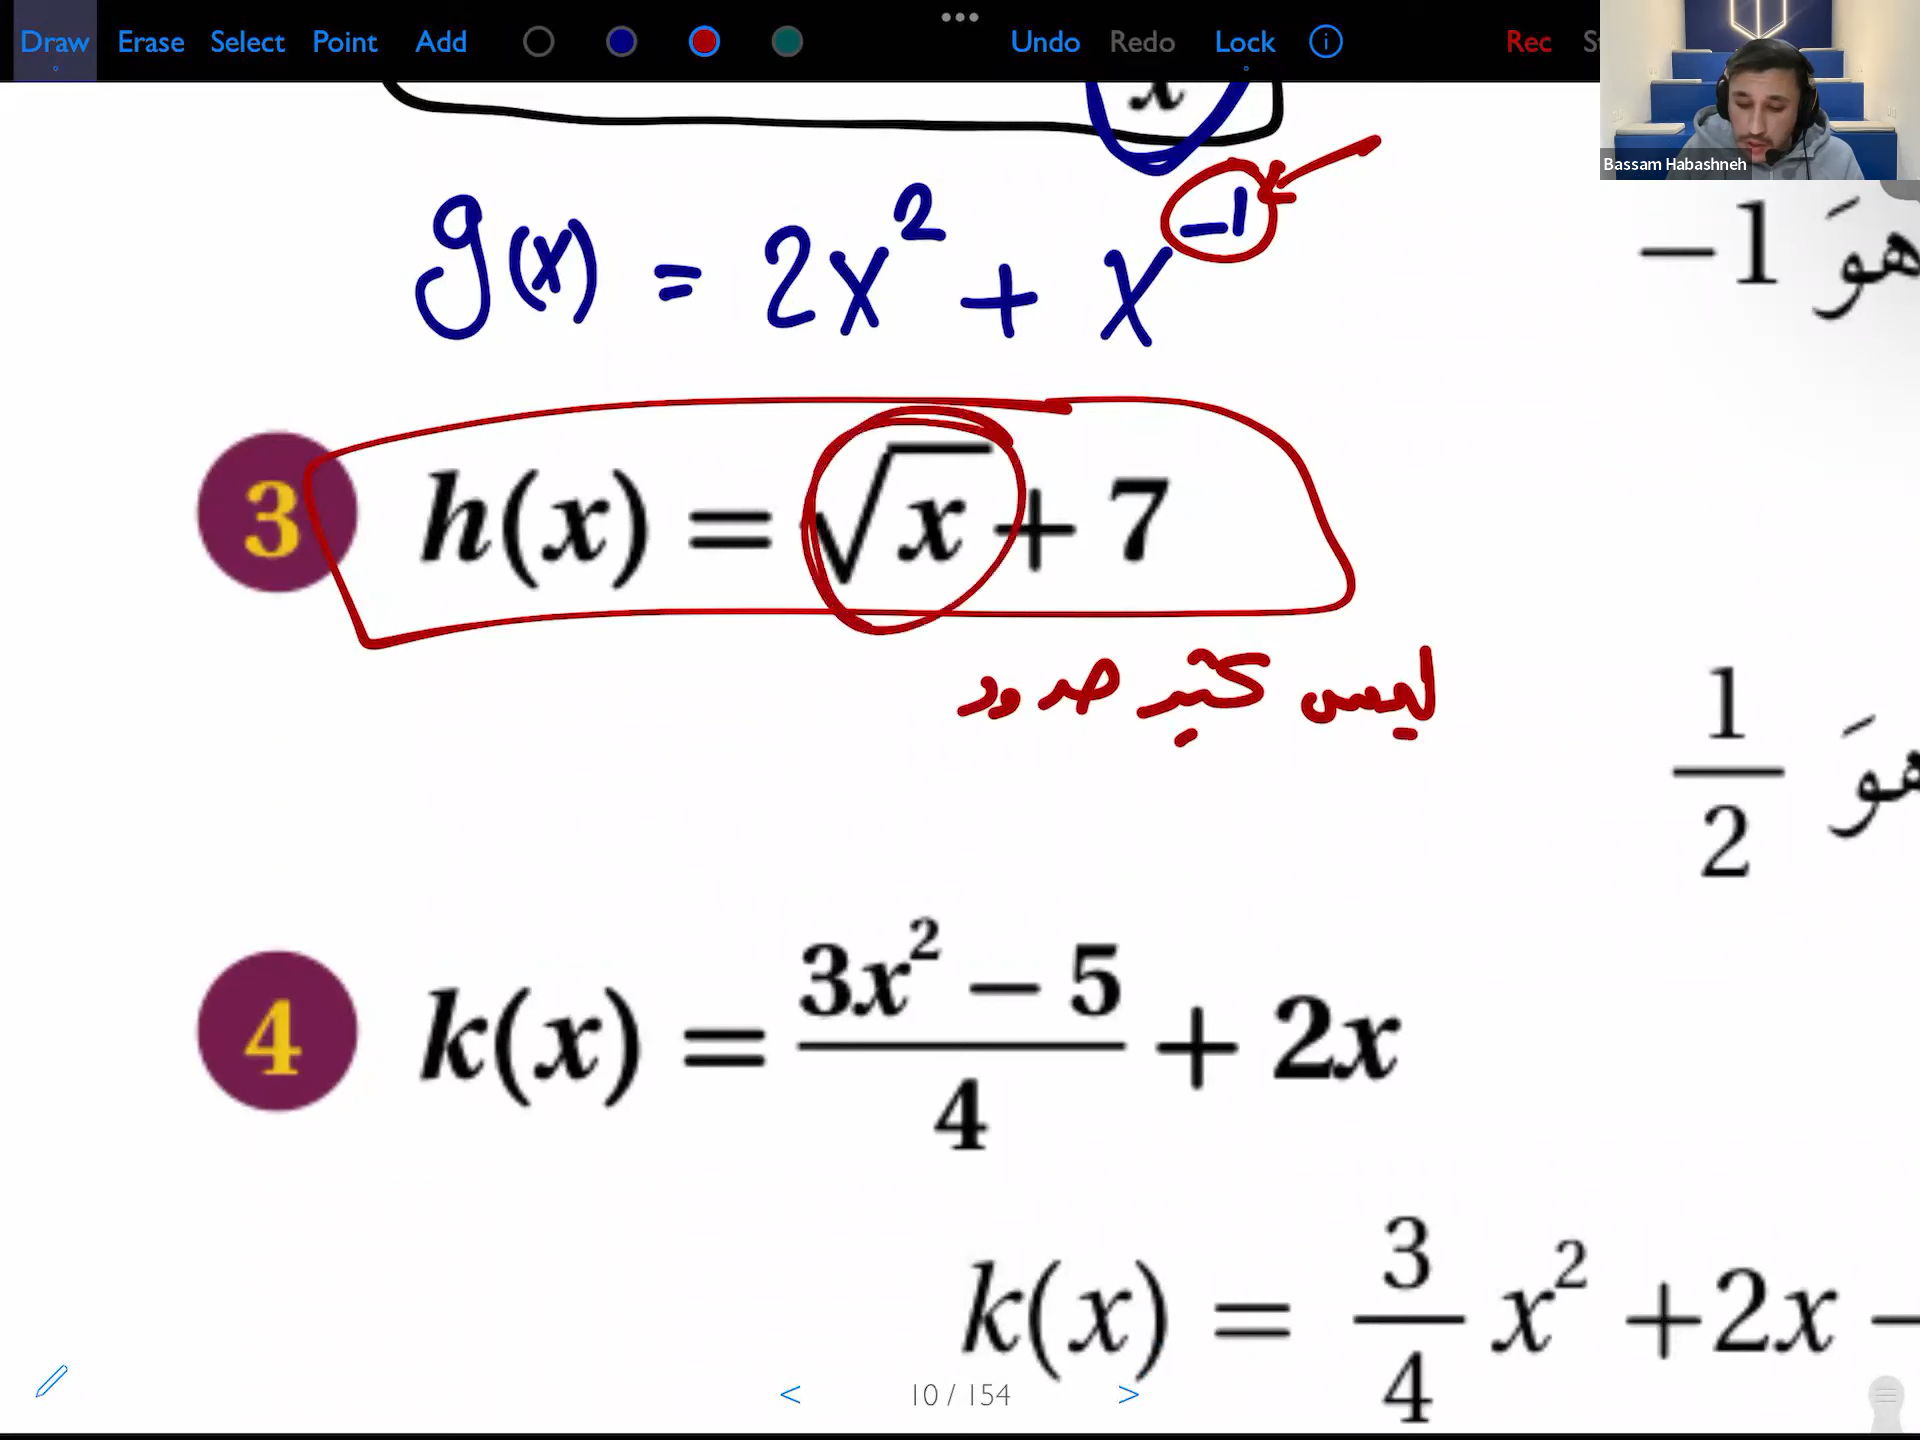 Draw Erase Select Point Add Undo Redo Lock Rec
Bassam Habashneh
x
g(x) = 2x² + x⁻¹
−1 هوَ
3 h(x) = √x + 7
ليس كثير حدود
1/2 هوَ
4 k(x) = (3x² − 5)/4 + 2x
k(x) = 3/4 x² + 2x −
< 10 / 154 >